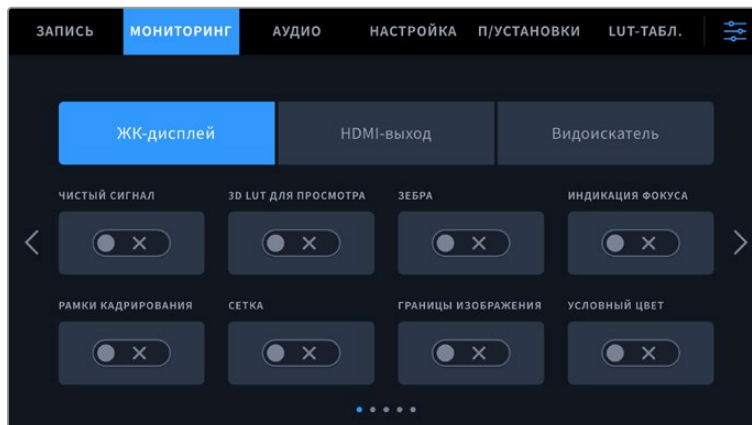 ЗАПИСЬ МОНИТОРИНГ АУДИО НАСТРОЙКА П/УСТАНОВКИ LUT-ТАБЛ.
ЖК-дисплей HDMI-выход Видоискатель
ЧИСТЫЙ СИГНАЛ 3D LUT ДЛЯ ПРОСМОТРА ЗЕБРА ИНДИКАЦИЯ ФОКУСА
РАМКИ КАДРИРОВАНИЯ СЕТКА ГРАНИЦЫ ИЗОБРАЖЕНИЯ УСЛОВНЫЙ ЦВЕТ